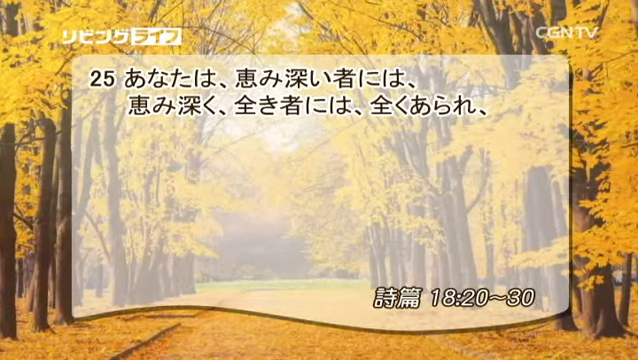 リビングライフ
CGNTV
25 あなたは、恵み深い者には、
恵み深く、全き者には、全くあられ、
詩篇 18:20～30